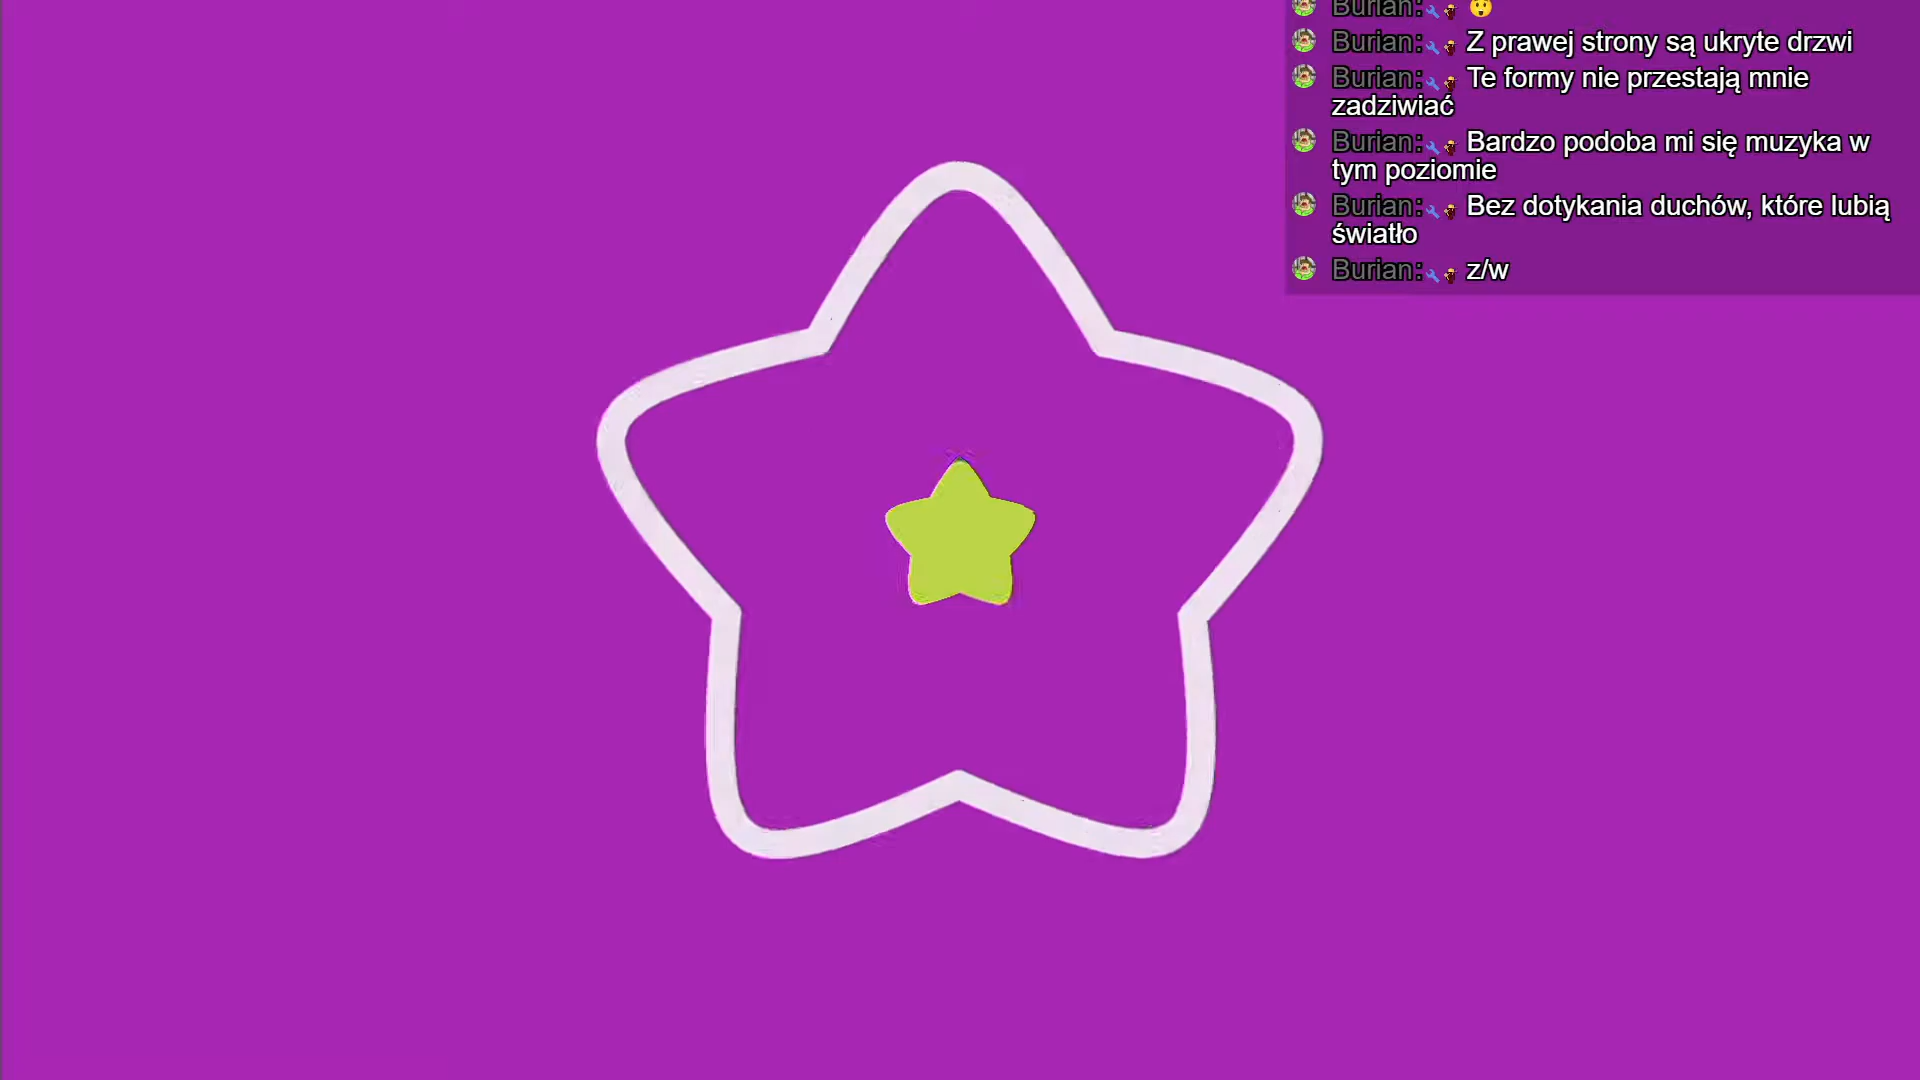 Burian: 😲
Burian: Z prawej strony są ukryte drzwi
Burian: Te formy nie przestają mnie
zadziwiać
Burian: Bardzo podoba mi się muzyka w
tym poziomie
Burian: Bez dotykania duchów, które lubią
światło
Burian: z/w